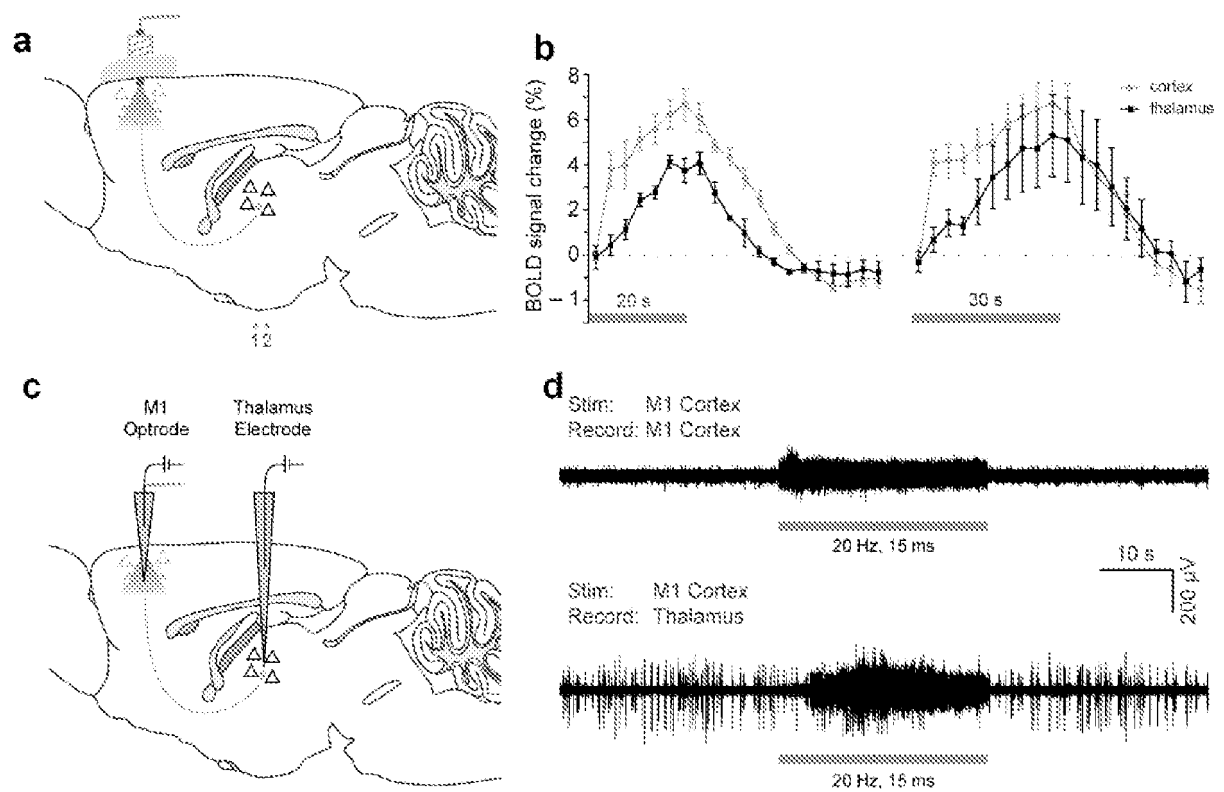 a
12
b
BOLD signal change (%)
8
6
4
2
0
1
cortex
thalamus
20 s
30 s
c
M1
Optrode
Thalamus
Electrode
d
Stim: M1 Cortex
Record: M1 Cortex
20 Hz, 15 ms
10 s
200 µV
Stim: M1 Cortex
Record: Thalamus
20 Hz, 15 ms